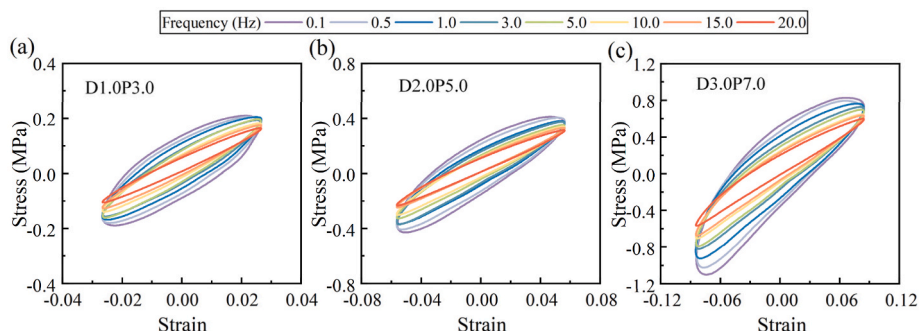 Frequency (Hz) 0.1 0.5 1.0 3.0 5.0 10.0 15.0 20.0
(a) (b) (c)
D1.0P3.0 D2.0P5.0 D3.0P7.0
Stress (MPa) Stress (MPa) Stress (MPa)
0.4 0.8 1.2
0.2 0.4 0.8
0.4
0.0 0.0 0.0
-0.2 -0.4 -0.4
-0.8
-0.4 -0.8 -1.2
-0.04 -0.02 0.00 0.02 0.04 -0.08 -0.04 0.00 0.04 0.08 -0.12 -0.06 0.00 0.06 0.12
Strain Strain Strain